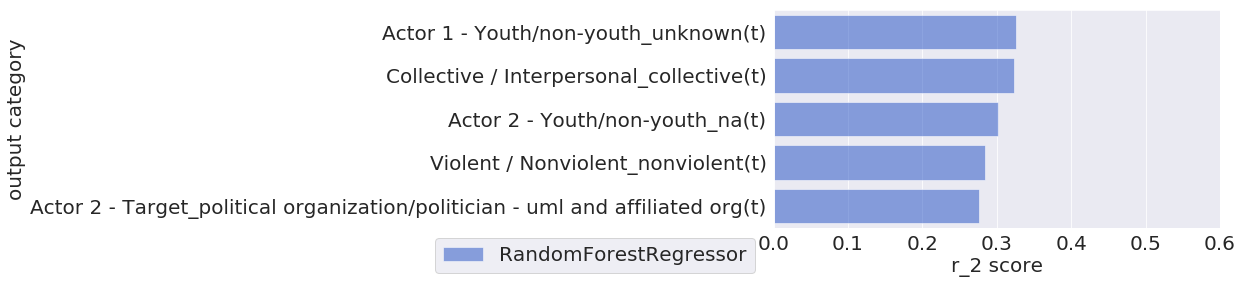 output category
Actor 1 - Youth/non-youth_unknown(t)
Collective / Interpersonal_collective(t)
Actor 2 - Youth/non-youth_na(t)
Violent / Nonviolent_nonviolent(t)
Actor 2 - Target_political organization/politician - uml and affiliated org(t)
0.0 0.1 0.2 0.3 0.4 0.5 0.6
r_2 score
RandomForestRegressor